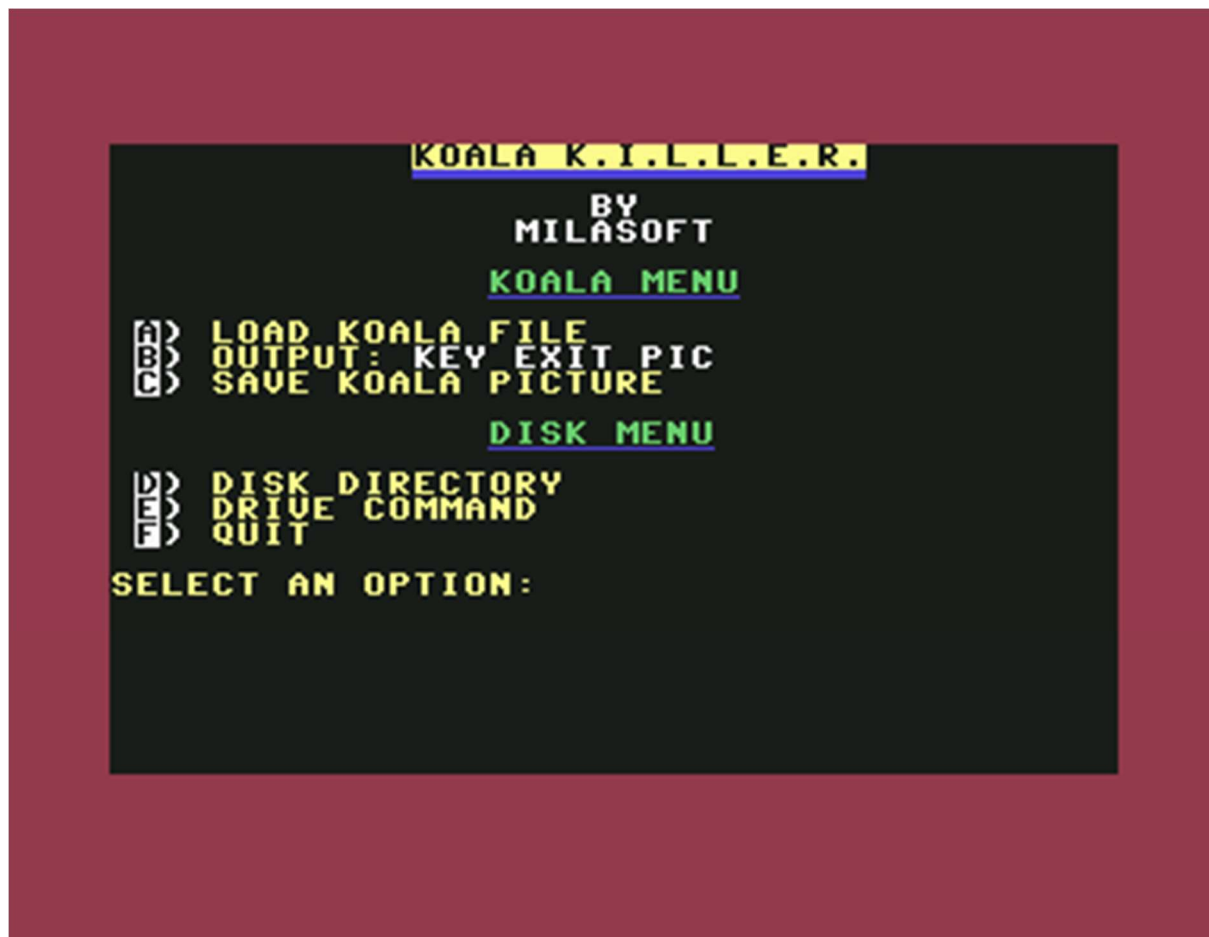 KOALA K.I.L.L.E.R.
BY
MILASOFT
KOALA MENU
A> LOAD KOALA FILE
B> OUTPUT: KEY EXIT PIC
C> SAVE KOALA PICTURE
DISK MENU
D> DISK DIRECTORY
E> DRIVE COMMAND
F> QUIT
SELECT AN OPTION: